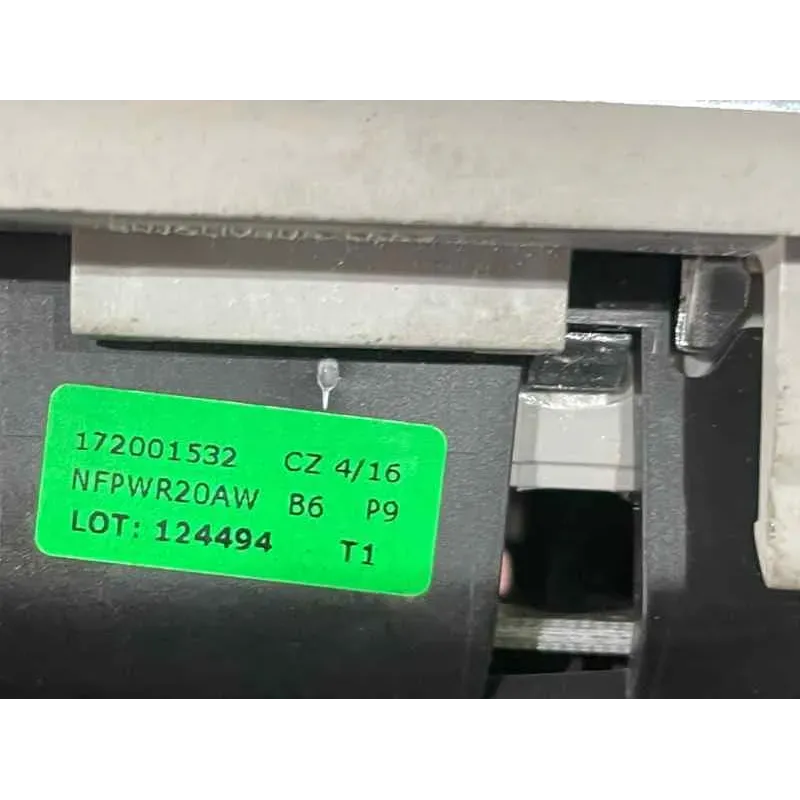 172001532 CZ 4/16
NFPWR20AW B6 P9
LOT: 124494 T1